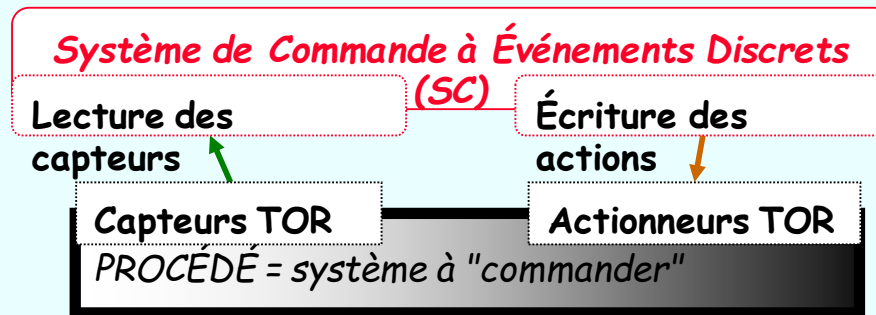 Système de Commande à Événements Discrets
(SC)
Lecture des
capteurs
Écriture des
actions
Capteurs TOR
Actionneurs TOR
PROCÉDÉ = système à "commander"